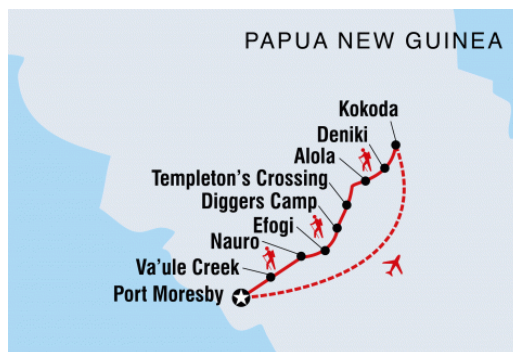 PAPUA NEW GUINEA
Kokoda
Deniki
Alola
Templeton's Crossing
Diggers Camp
Efogi
Nauro
Va'ule Creek
Port Moresby